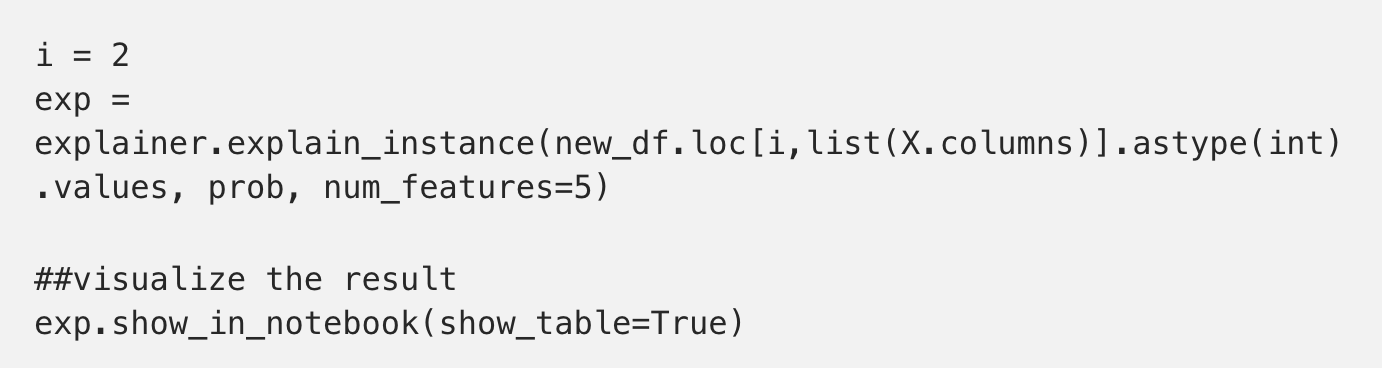 i = 2
exp =
explainer.explain_instance(new_df.loc[i,list(X.columns)].astype(int)
.values, prob, num_features=5)
##visualize the result
exp.show_in_notebook(show_table=True)